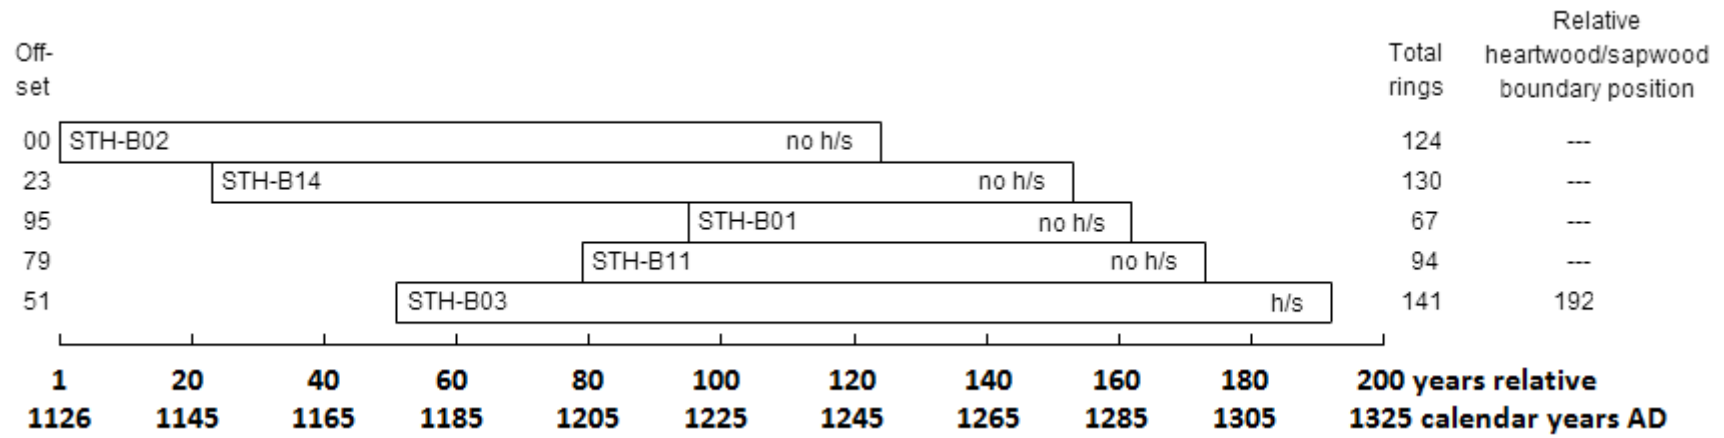 Relative
Off- Total heartwood/sapwood
set rings boundary position
00 STH-B02 no h/s 124 ---
23 STH-B14 no h/s 130 ---
95 STH-B01 no h/s 67 ---
79 STH-B11 no h/s 94 ---
51 STH-B03 h/s 141 192
1 20 40 60 80 100 120 140 160 180 200 years relative
1126 1145 1165 1185 1205 1225 1245 1265 1285 1305 1325 calendar years AD